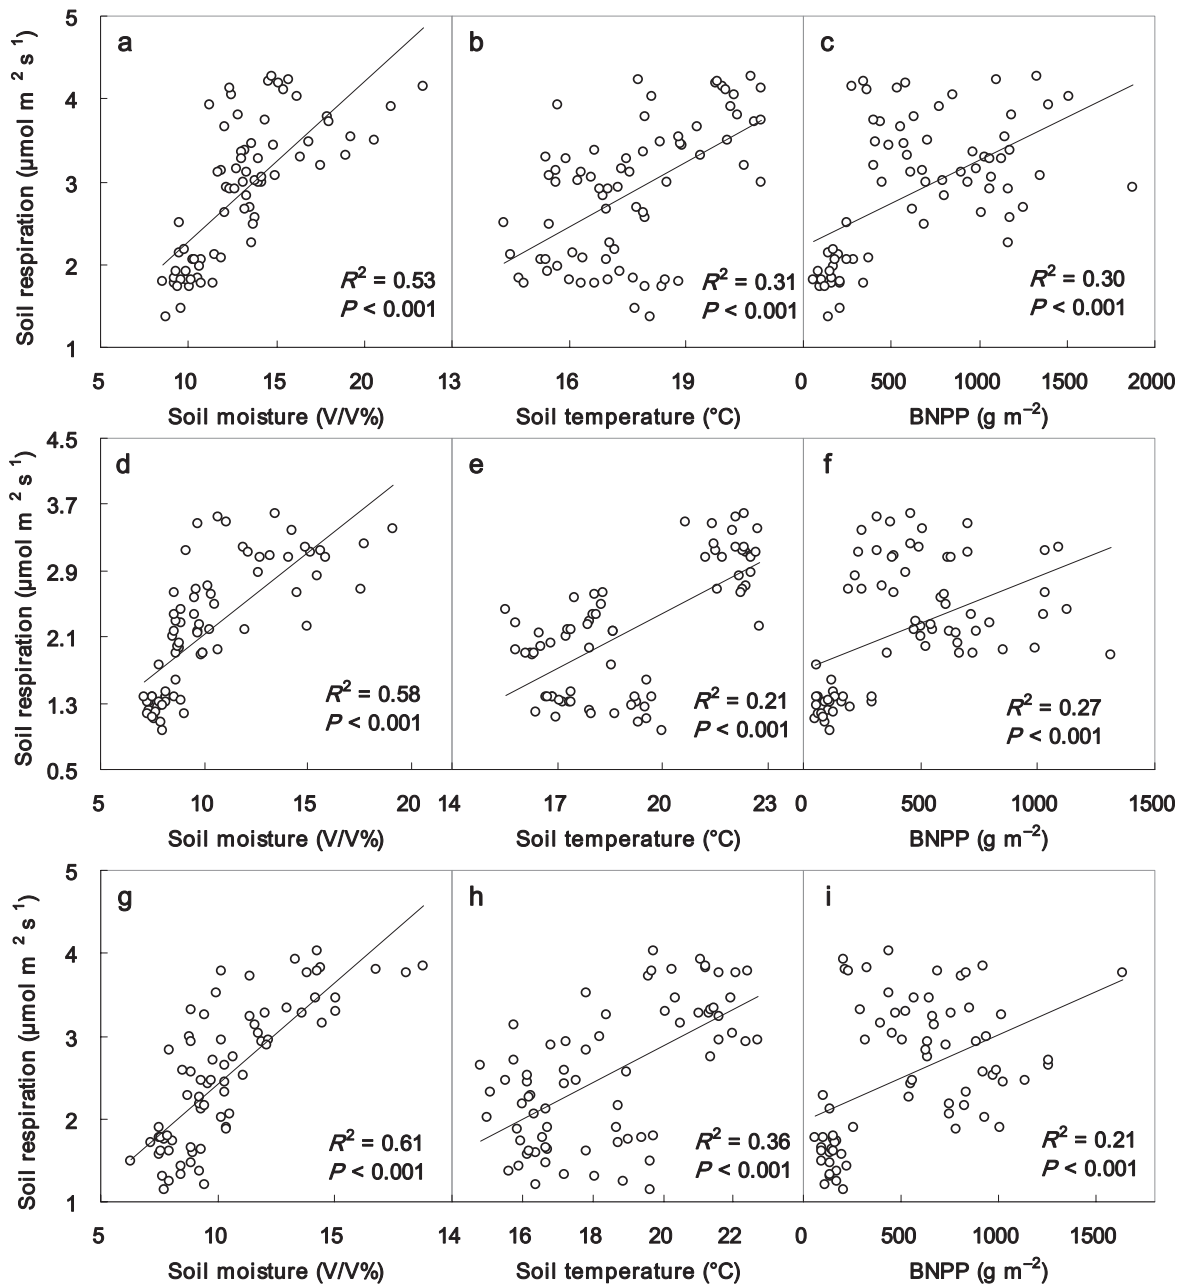 5
4
3
2
1
Soil respiration (µmol m 2 s 1)
a
R2 = 0.53
P < 0.001
b
R2 = 0.31
P < 0.001
c
R2 = 0.30
P < 0.001
5 10 15 20 13 16 19 0 500 1000 1500 2000
Soil moisture (V/V%) Soil temperature (°C) BNPP (g m–2)
4.5
3.7
2.9
2.1
1.3
0.5
Soil respiration (µmol m 2 s 1)
d
R2 = 0.58
P < 0.001
e
R2 = 0.21
P < 0.001
f
R2 = 0.27
P < 0.001
5 10 15 20 14 17 20 23 0 500 1000 1500
Soil moisture (V/V%) Soil temperature (°C) BNPP (g m–2)
5
4
3
2
1
Soil respiration (µmol m 2 s 1)
g
R2 = 0.61
P < 0.001
h
R2 = 0.36
P < 0.001
i
R2 = 0.21
P < 0.001
5 10 15 14 16 18 20 22 0 500 1000 1500
Soil moisture (V/V%) Soil temperature (°C) BNPP (g m–2)